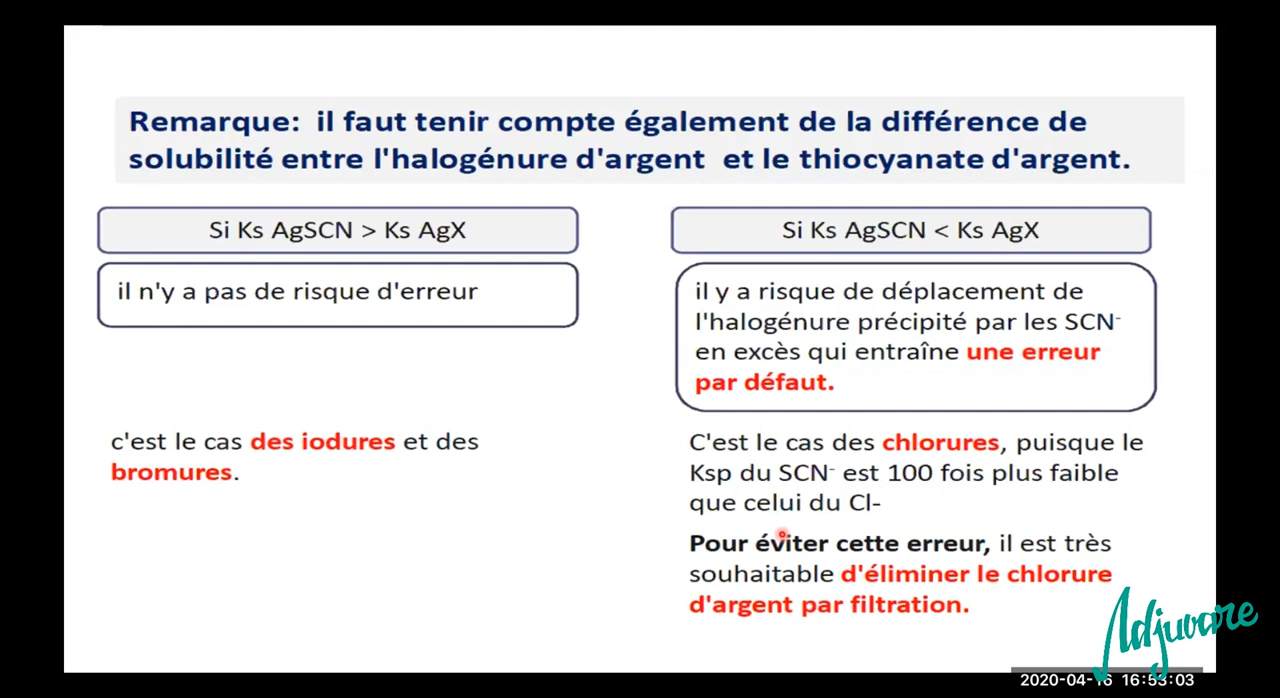 Remarque: il faut tenir compte également de la différence de
solubilité entre l'halogénure d'argent et le thiocyanate d'argent.
Si Ks AgSCN > Ks AgX
il n'y a pas de risque d'erreur
c'est le cas des iodures et des
bromures.
Si Ks AgSCN < Ks AgX
il y a risque de déplacement de
l'halogénure précipité par les SCN⁻
en excès qui entraîne une erreur
par défaut.
C'est le cas des chlorures, puisque le
Ksp du SCN⁻ est 100 fois plus faible
que celui du Cl-
Pour éviter cette erreur, il est très
souhaitable d'éliminer le chlorure
d'argent par filtration.
Adjuware
2020-04-16 16:53:03